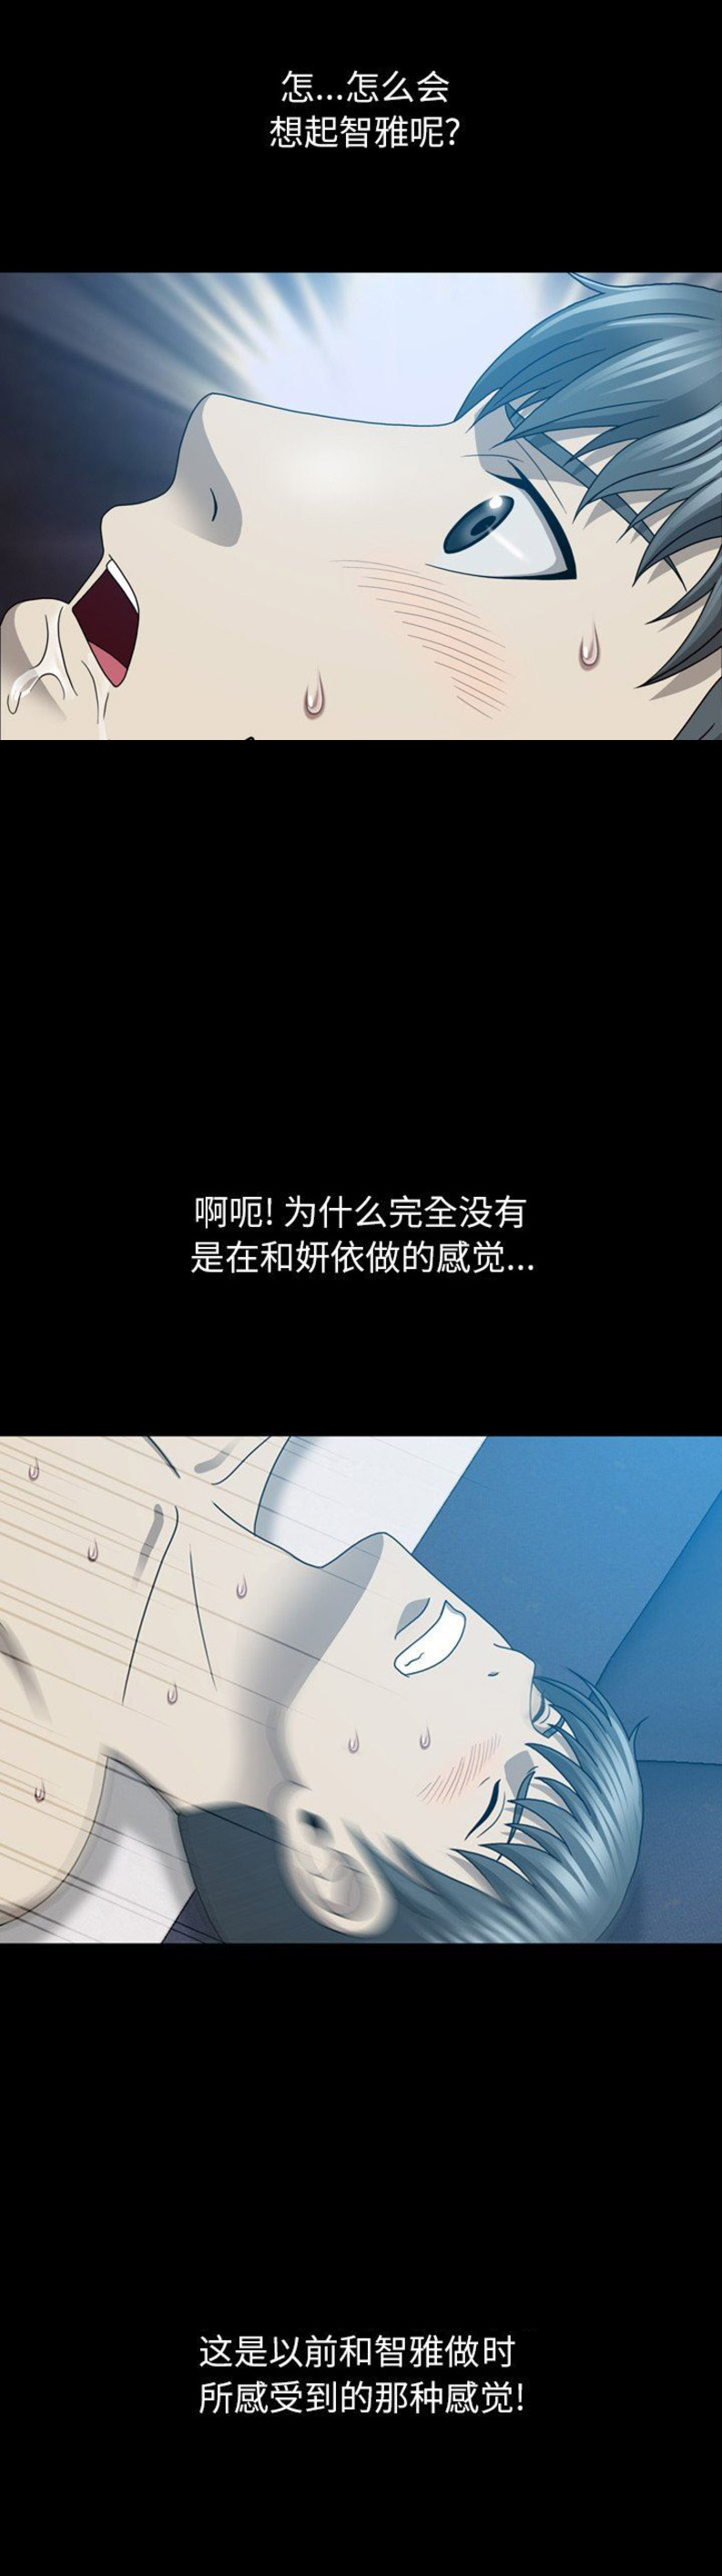 怎...怎么会
想起智雅呢?
啊呃! 为什么完全没有
是在和妍依做的感觉...
这是以前和智雅做时
所感受到的那种感觉!